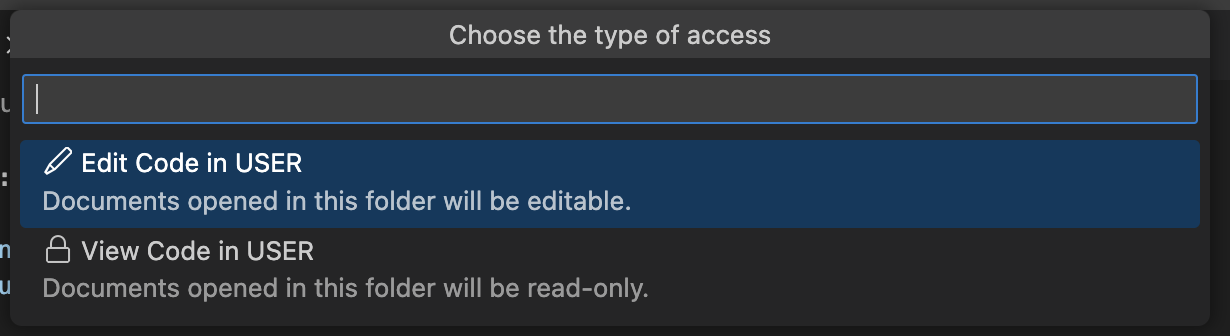 Choose the type of access
Edit Code in USER
Documents opened in this folder will be editable.
View Code in USER
Documents opened in this folder will be read-only.